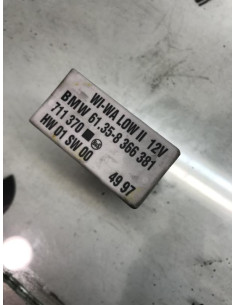 WI-WA LOW II 12V
BMW 61.35-8 366 381
711 370
HW 01 SW 00 49 97